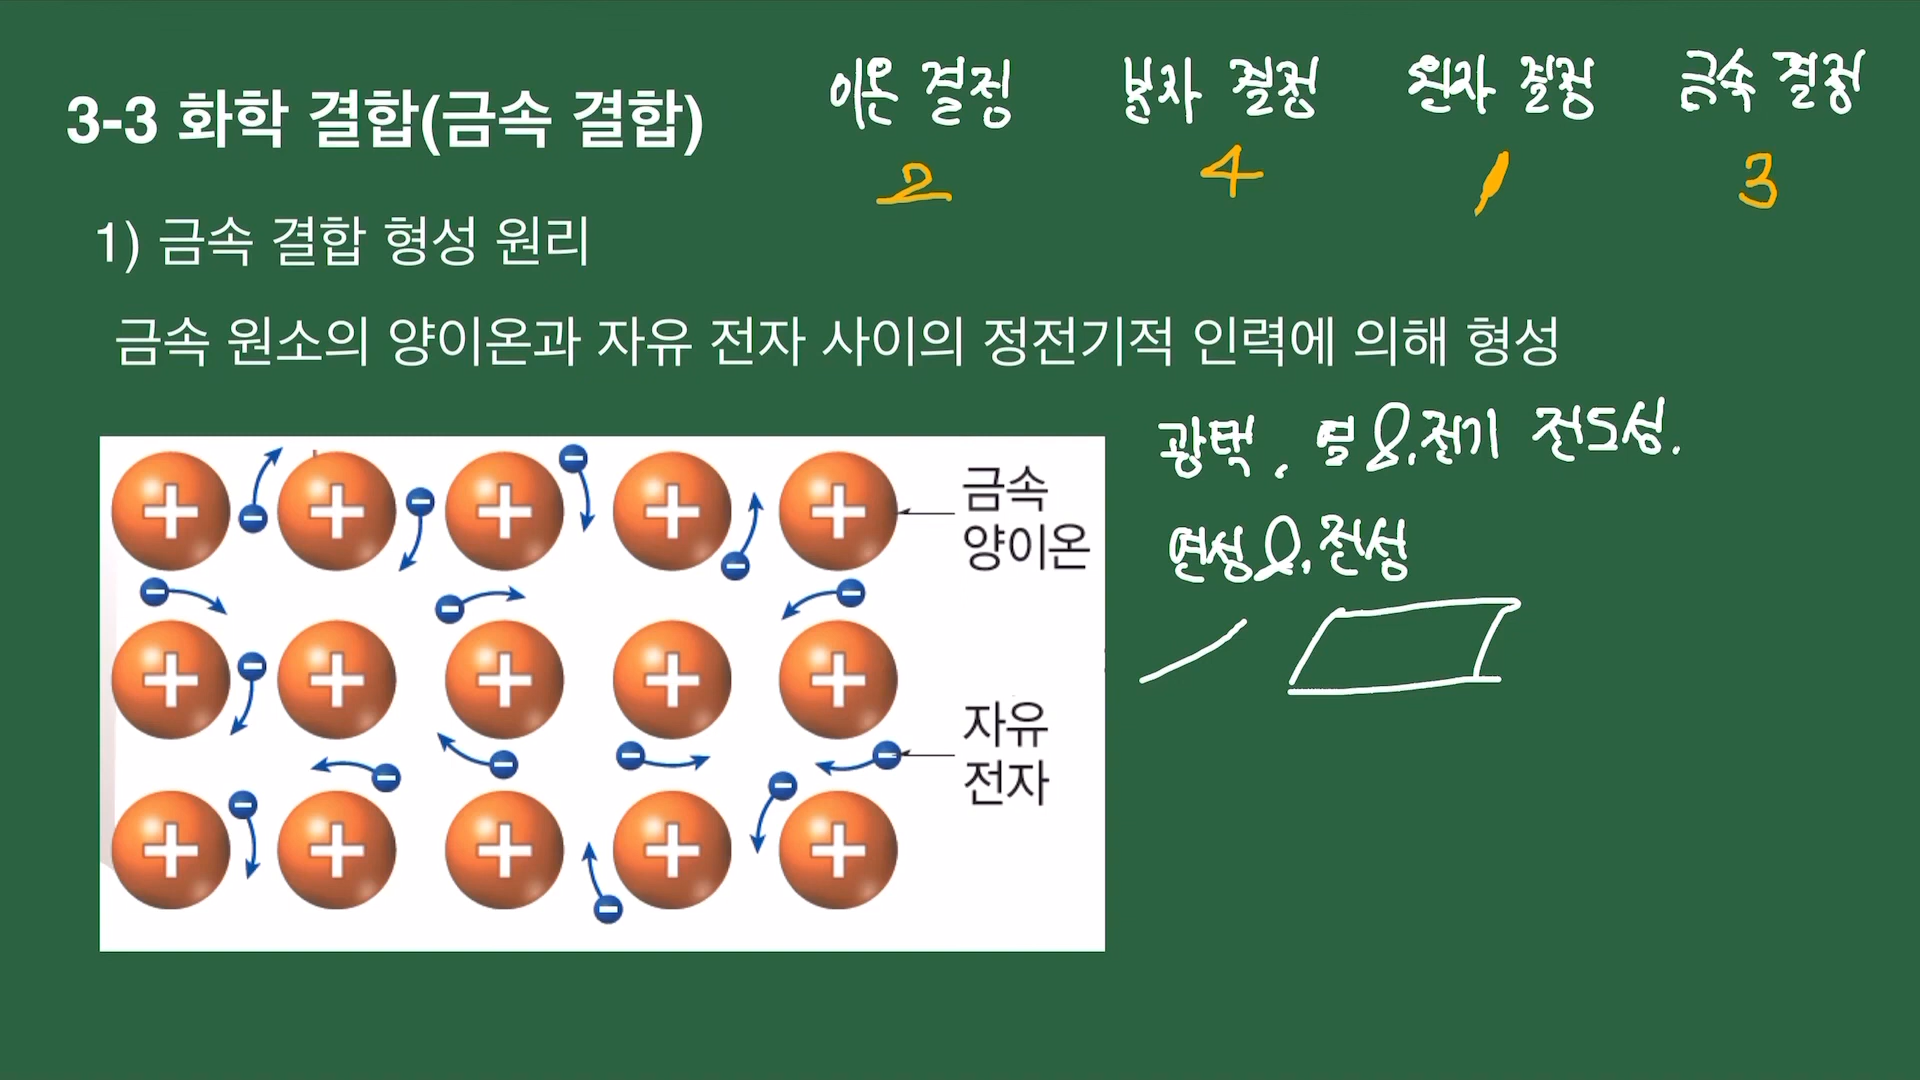 3-3 화학 결합(금속 결합)
이온 결정 분자 결정 원자 결정 금속 결정
2 4 1 3
1) 금속 결합 형성 원리
금속 원소의 양이온과 자유 전자 사이의 정전기적 인력에 의해 형성
광택, 열 &,전기 전도성.
연성 &, 전성
금속
양이온
자유
전자